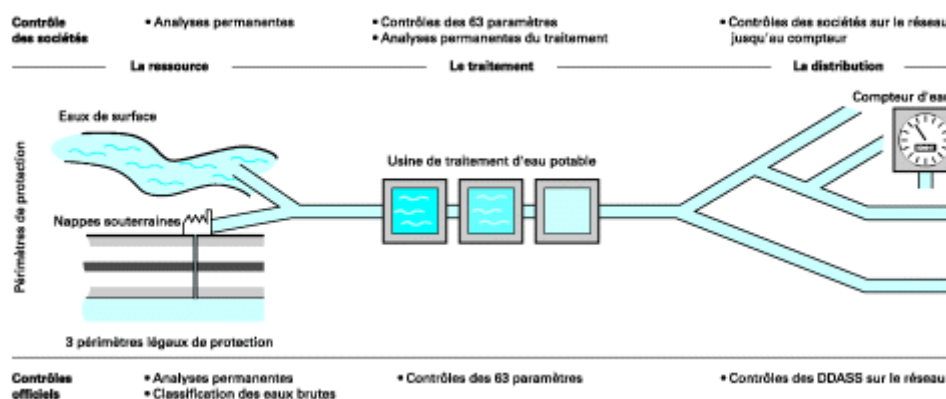 Contrôle
des sociétés
• Analyses permanentes
• Contrôles des 63 paramètres
• Analyses permanentes du traitement
• Contrôles des sociétés sur le réseau
jusqu'au compteur
La ressource
Le traitement
La distribution
Périmètres de protection
Eaux de surface
Nappes souterraines
3 périmètres légaux de protection
Usine de traitement d'eau potable
Compteur d'eau
Contrôles
officiels
• Analyses permanentes
• Classification des eaux brutes
• Contrôles des 63 paramètres
• Contrôles des DDASS sur le réseau